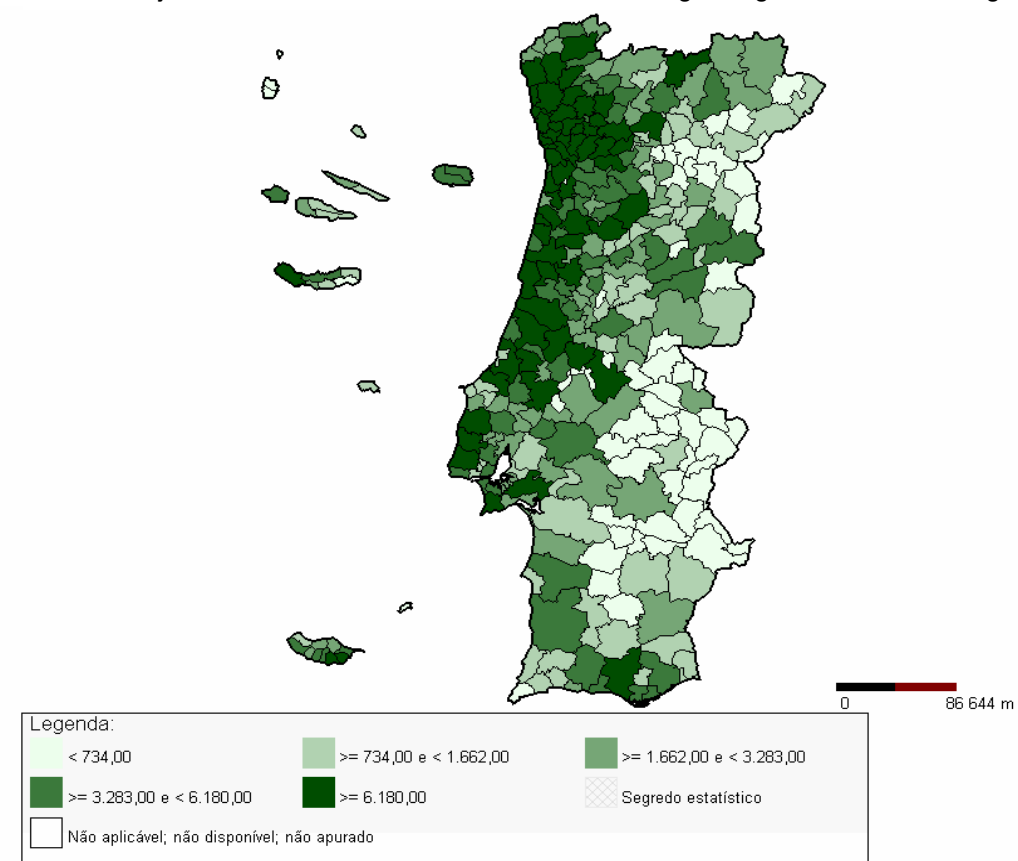 0 86 644 m
Legenda:
< 734,00 >= 734,00 e < 1.662,00 >= 1.662,00 e < 3.283,00
>= 3.283,00 e < 6.180,00 >= 6.180,00 Segredo estatístico
Não aplicável; não disponível; não apurado